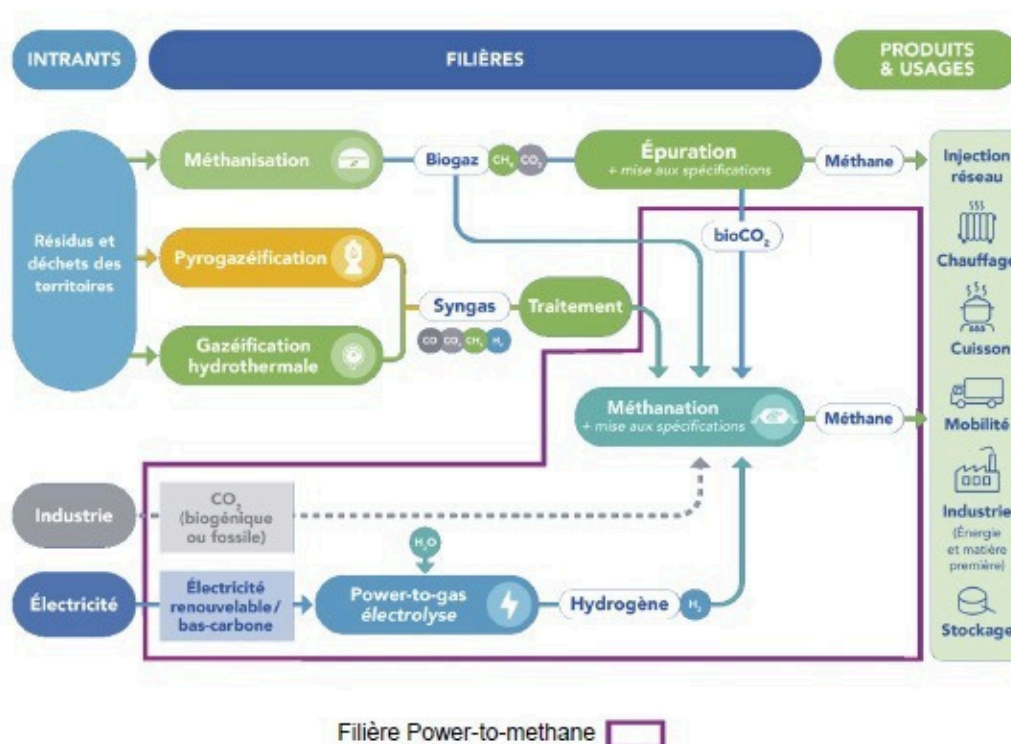 INTRANTS
FILIÈRES
PRODUITS
& USAGES
Résidus et
déchets des
territoires
Méthanisation
Biogaz
CH₄
CO₂
Épuration
+ mise aux spécifications
Méthane
bioCO₂
Pyrogazéification
Gazéification
hydrothermale
Syngas
CO
CO₂
CH₄
H₂
Traitement
Méthanation
+ mise aux spécifications
Méthane
Industrie
CO₂
(biogénique
ou fossile)
H₂O
Électricité
Électricité
renouvelable/
bas-carbone
Power-to-gas
électrolyse
Hydrogène
H₂
Injection
réseau
Chauffage
Cuisson
Mobilité
Industrie
(Énergie
et matière
première)
Stockage
Filière Power-to-methane